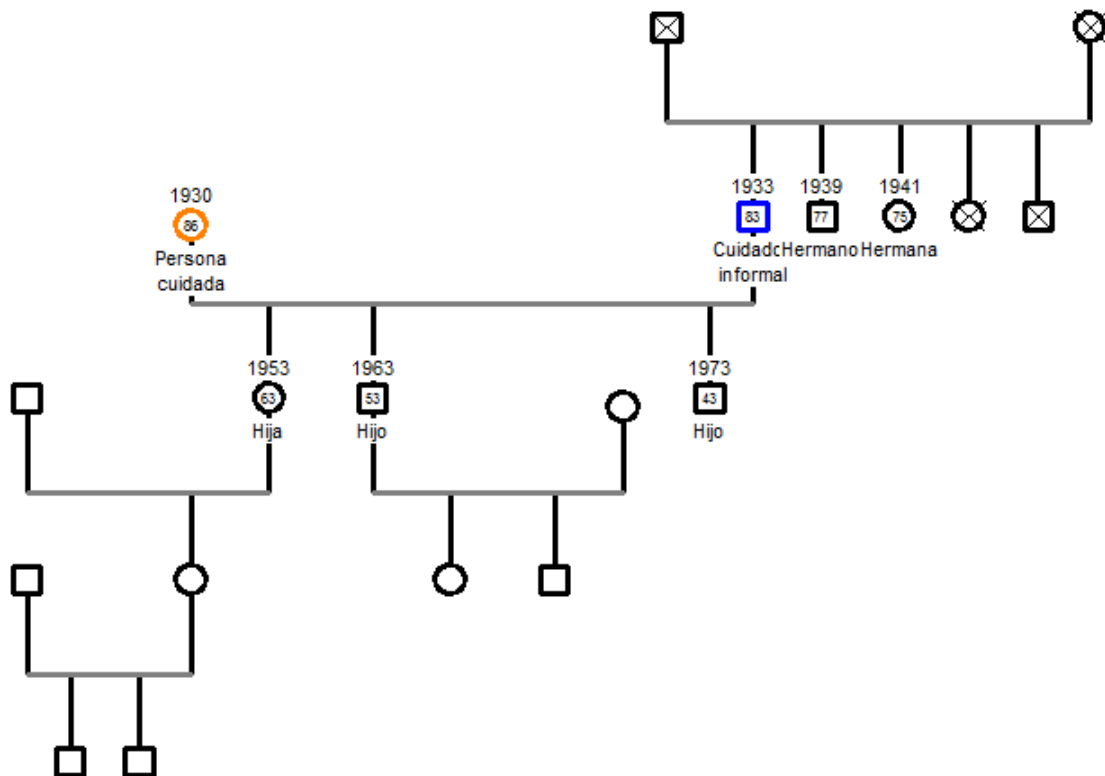 1930
86
Persona
cuidada
1933
83
Cuidadc
informal
1939
77
Hermano
1941
75
Hermana
1953
63
Hija
1963
53
Hijo
1973
43
Hijo